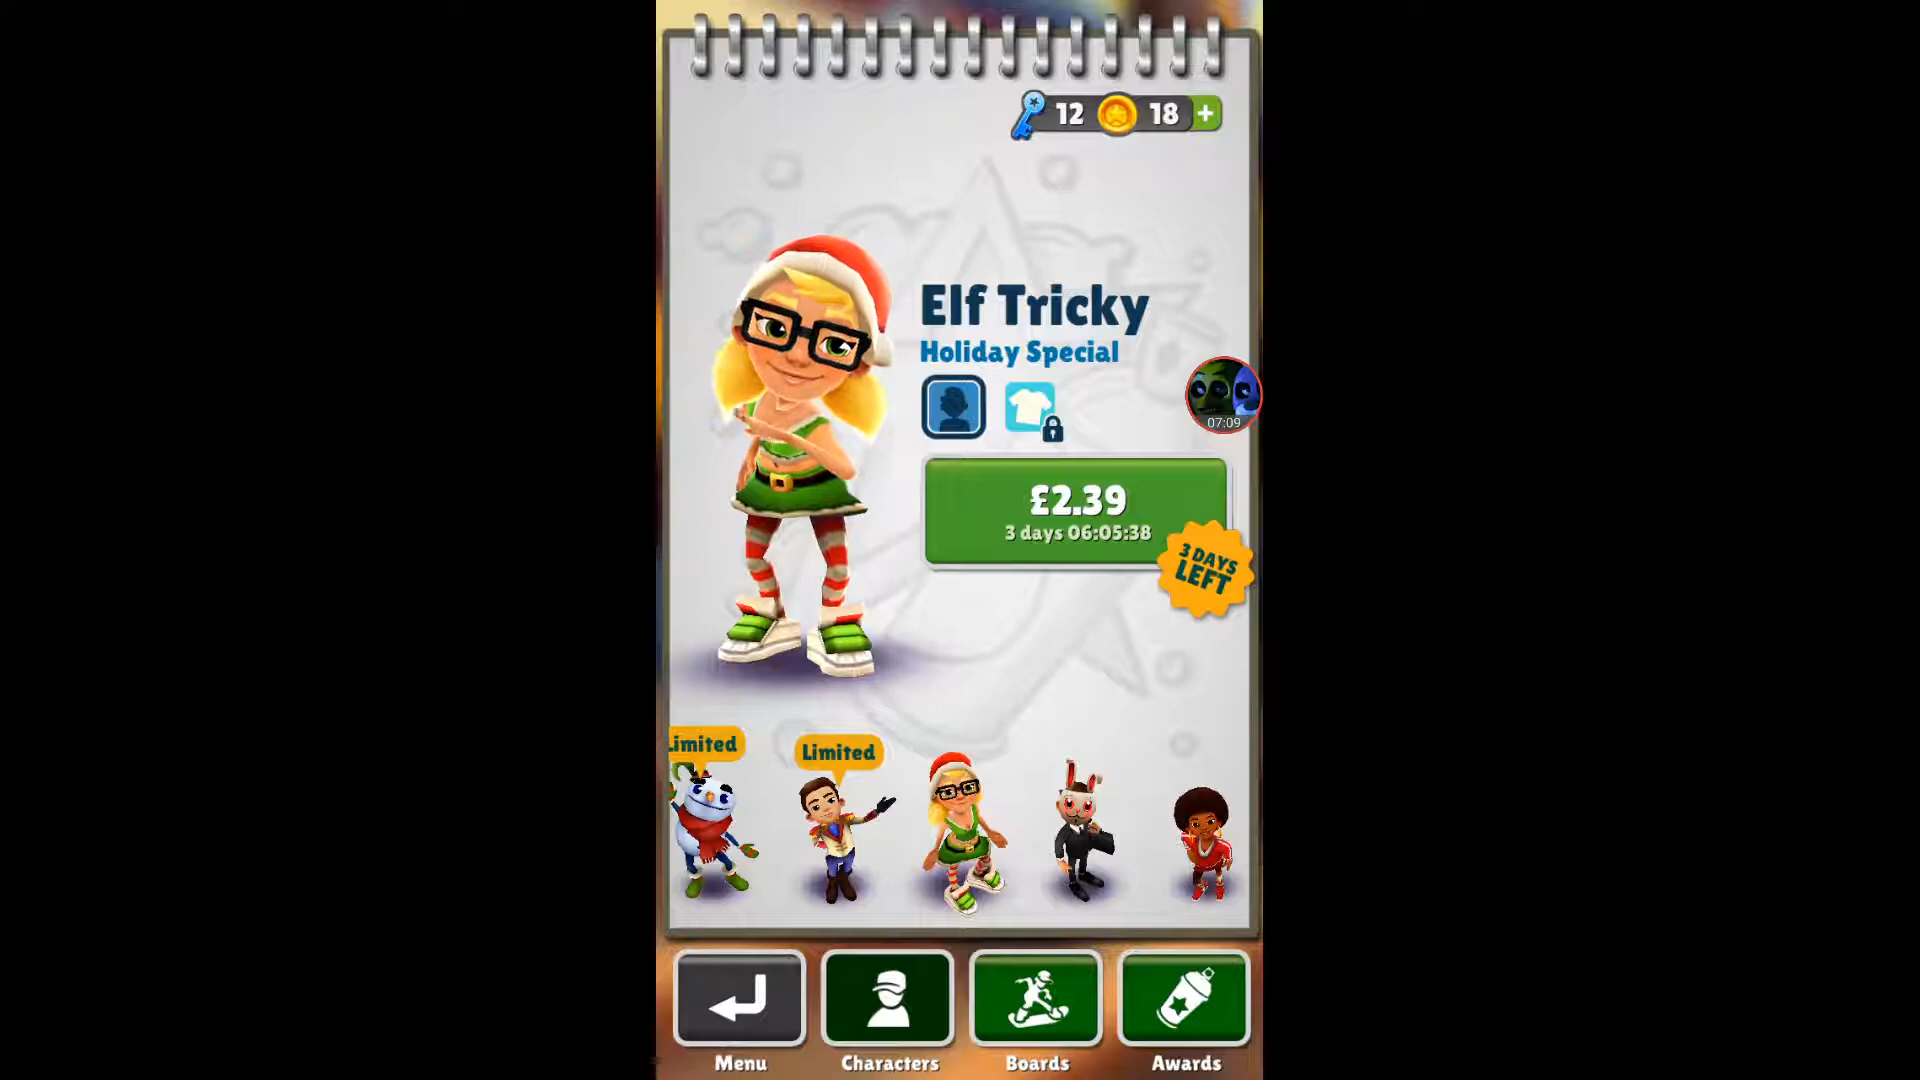 12 18 +
Elf Tricky
Holiday Special
07:09
£2.39
3 days 06:05:38
3 DAYS
LEFT
Limited
Limited
Menu Characters Boards Awards